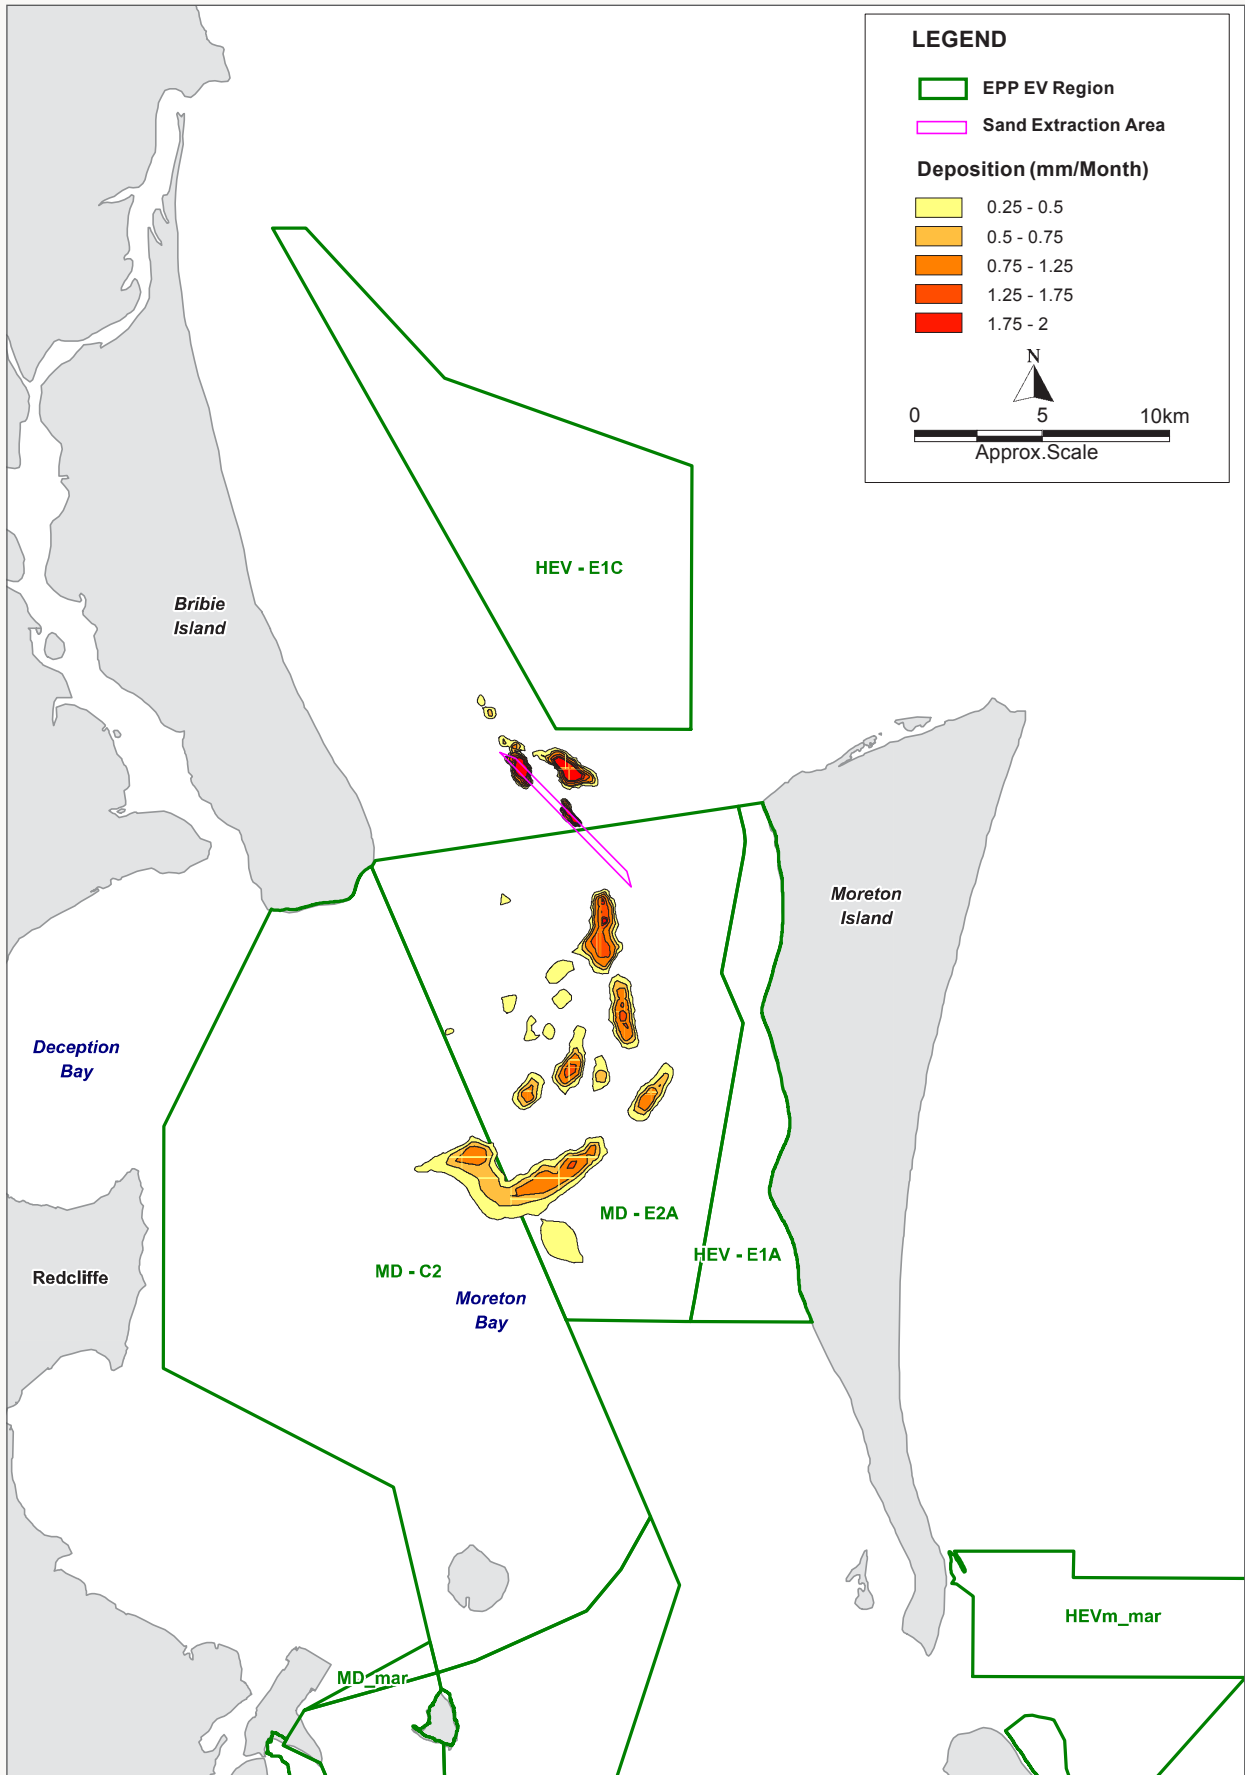 LEGEND
EPP EV Region
Sand Extraction Area
Deposition (mm/Month)
0.25 - 0.5
0.5 - 0.75
0.75 - 1.25
1.25 - 1.75
1.75 - 2
N
0 5 10km
Approx.Scale
HEV - E1C
Bribie
Island
Moreton
Island
Deception
Bay
MD - E2A
HEV - E1A
Redcliffe
MD - C2
Moreton
Bay
HEVm_mar
MD_mar